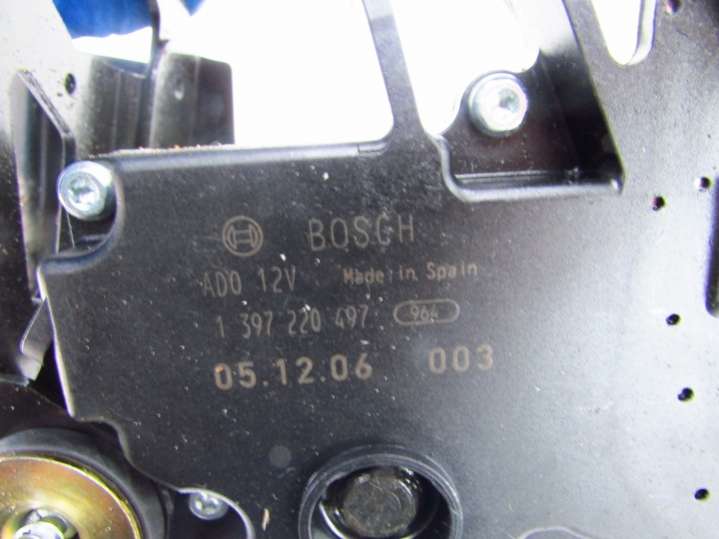 BOSCH
ADO 12V Made in Spain
1 397 220 497 964
05.12.06 003